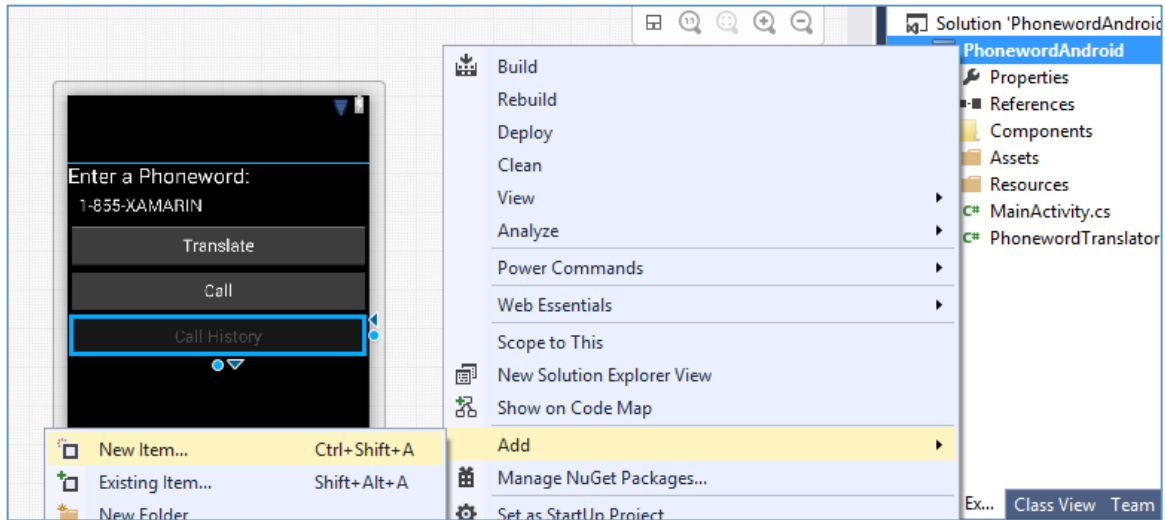 1:1
Solution 'PhonewordAndroid
PhonewordAndroid
Properties
References
Components
Assets
Resources
C# MainActivity.cs
C# PhonewordTranslator
Enter a Phoneword:
1-855-XAMARIN
Translate
Call
Call History
Build
Rebuild
Deploy
Clean
View
Analyze
Power Commands
Web Essentials
Scope to This
New Solution Explorer View
Show on Code Map
Add
Manage NuGet Packages...
Set as StartUp Project
New Item... Ctrl+Shift+A
Existing Item... Shift+Alt+A
New Folder
Ex... Class View Team